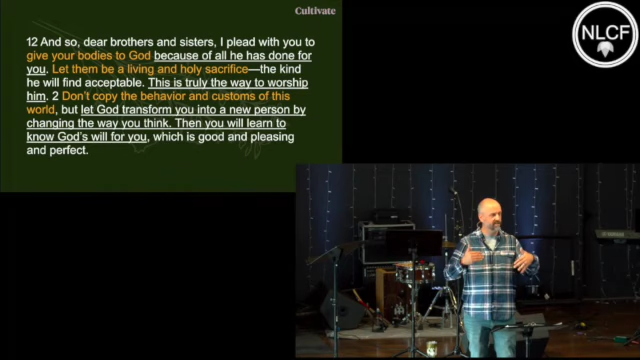 Cultivate
NLCF
12 And so, dear brothers and sisters, I plead with you to
give your bodies to God because of all he has done for
you. Let them be a living and holy sacrifice—the kind
he will find acceptable. This is truly the way to worship
him. 2 Don't copy the behavior and customs of this
world, but let God transform you into a new person by
changing the way you think. Then you will learn to
know God's will for you, which is good and pleasing
and perfect.